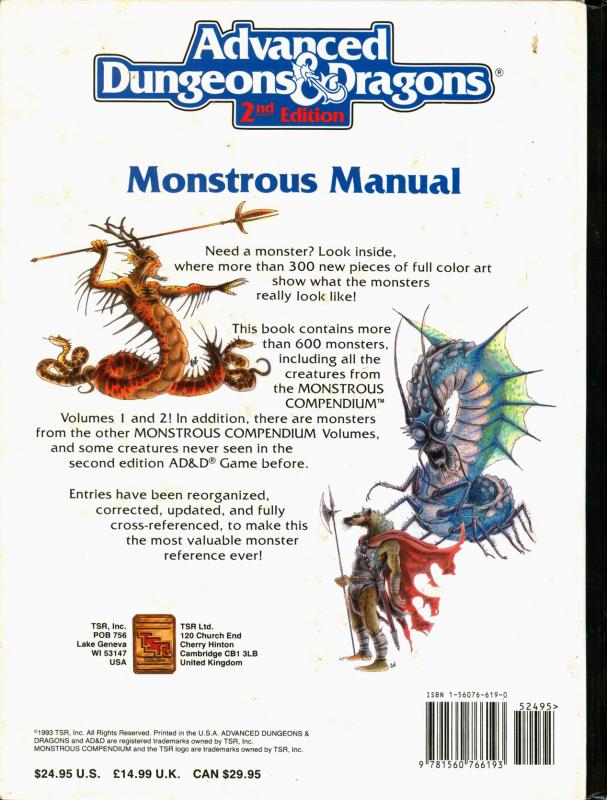 Advanced
Dungeons & Dragons®
2nd Edition
Monstrous Manual
Need a monster? Look inside,
where more than 300 new pieces of full color art
show what the monsters
really look like!
This book contains more
than 600 monsters,
including all the
creatures from
the MONSTROUS
COMPENDIUM™
Volumes 1 and 2! In addition, there are monsters
from the other MONSTROUS COMPENDIUM Volumes,
and some creatures never seen in the
second edition AD&D® Game before.
Entries have been reorganized,
corrected, updated, and fully
cross-referenced, to make this
the most valuable monster
reference ever!
TSR, Inc.
POB 756
Lake Geneva
WI 53147
USA
TSR
TSR Ltd.
120 Church End
Cherry Hinton
Cambridge CB1 3LB
United Kingdom
ISBN 1-56076-619-0
52495>
9 781560 766193
©1993 TSR, Inc. All Rights Reserved. Printed in the U.S.A. ADVANCED DUNGEONS &
DRAGONS and AD&D are registered trademarks owned by TSR, Inc.
MONSTROUS COMPENDIUM and the TSR logo are trademarks owned by TSR, Inc.
$24.95 U.S. £14.99 U.K. CAN $29.95